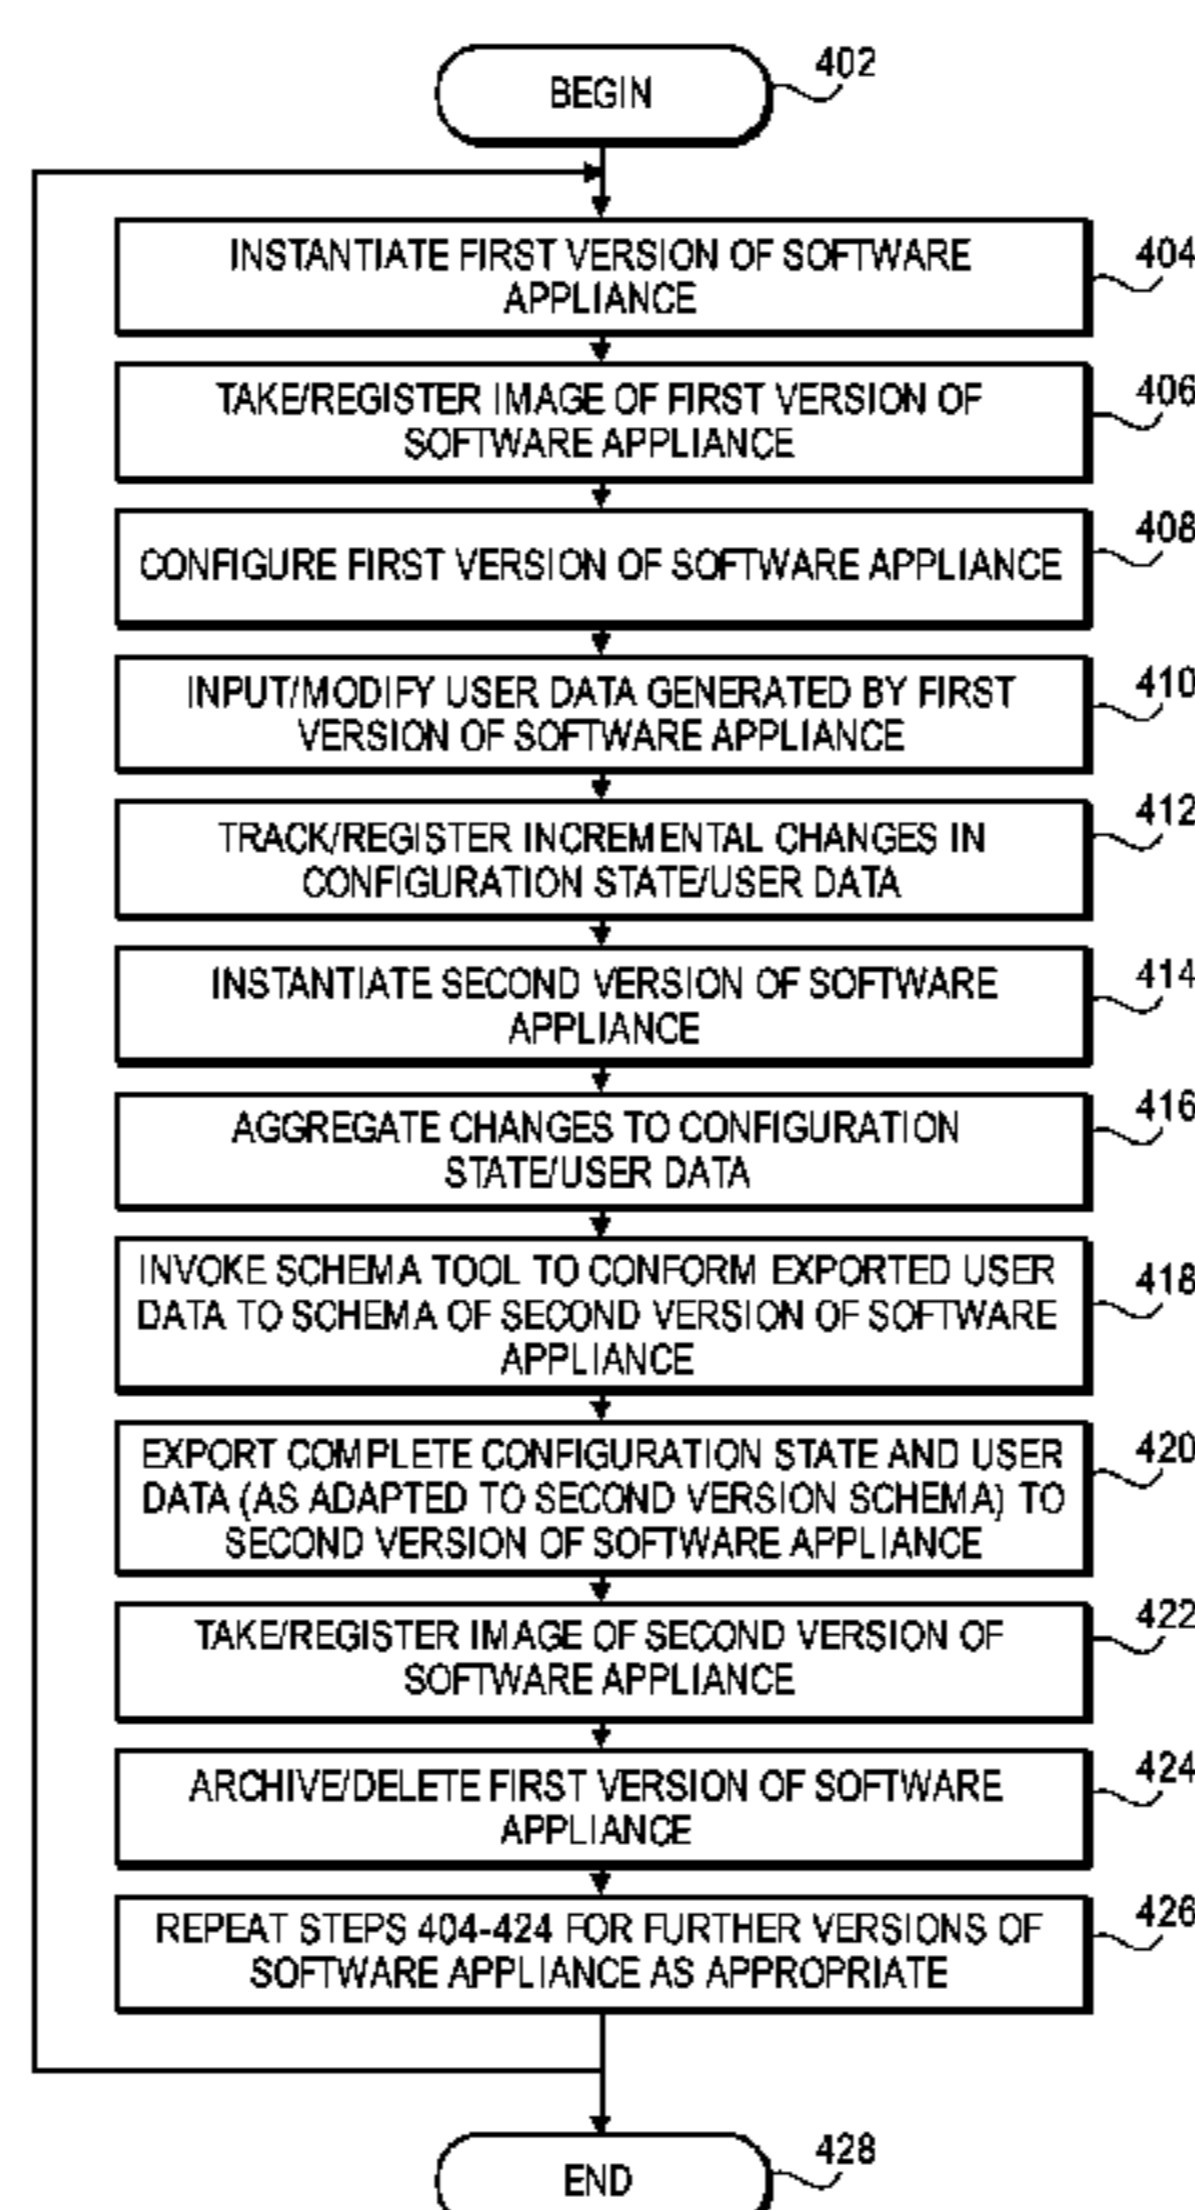 BEGIN
402
INSTANTIATE FIRST VERSION OF SOFTWARE
APPLIANCE
404
TAKE/REGISTER IMAGE OF FIRST VERSION OF
SOFTWARE APPLIANCE
406
CONFIGURE FIRST VERSION OF SOFTWARE APPLIANCE
408
INPUT/MODIFY USER DATA GENERATED BY FIRST
VERSION OF SOFTWARE APPLIANCE
410
TRACK/REGISTER INCREMENTAL CHANGES IN
CONFIGURATION STATE/USER DATA
412
INSTANTIATE SECOND VERSION OF SOFTWARE
APPLIANCE
414
AGGREGATE CHANGES TO CONFIGURATION
STATE/USER DATA
416
INVOKE SCHEMA TOOL TO CONFORM EXPORTED USER
DATA TO SCHEMA OF SECOND VERSION OF SOFTWARE
APPLIANCE
418
EXPORT COMPLETE CONFIGURATION STATE AND USER
DATA (AS ADAPTED TO SECOND VERSION SCHEMA) TO
SECOND VERSION OF SOFTWARE APPLIANCE
420
TAKE/REGISTER IMAGE OF SECOND VERSION OF
SOFTWARE APPLIANCE
422
ARCHIVE/DELETE FIRST VERSION OF SOFTWARE
APPLIANCE
424
REPEAT STEPS 404-424 FOR FURTHER VERSIONS OF
SOFTWARE APPLIANCE AS APPROPRIATE
426
END
428